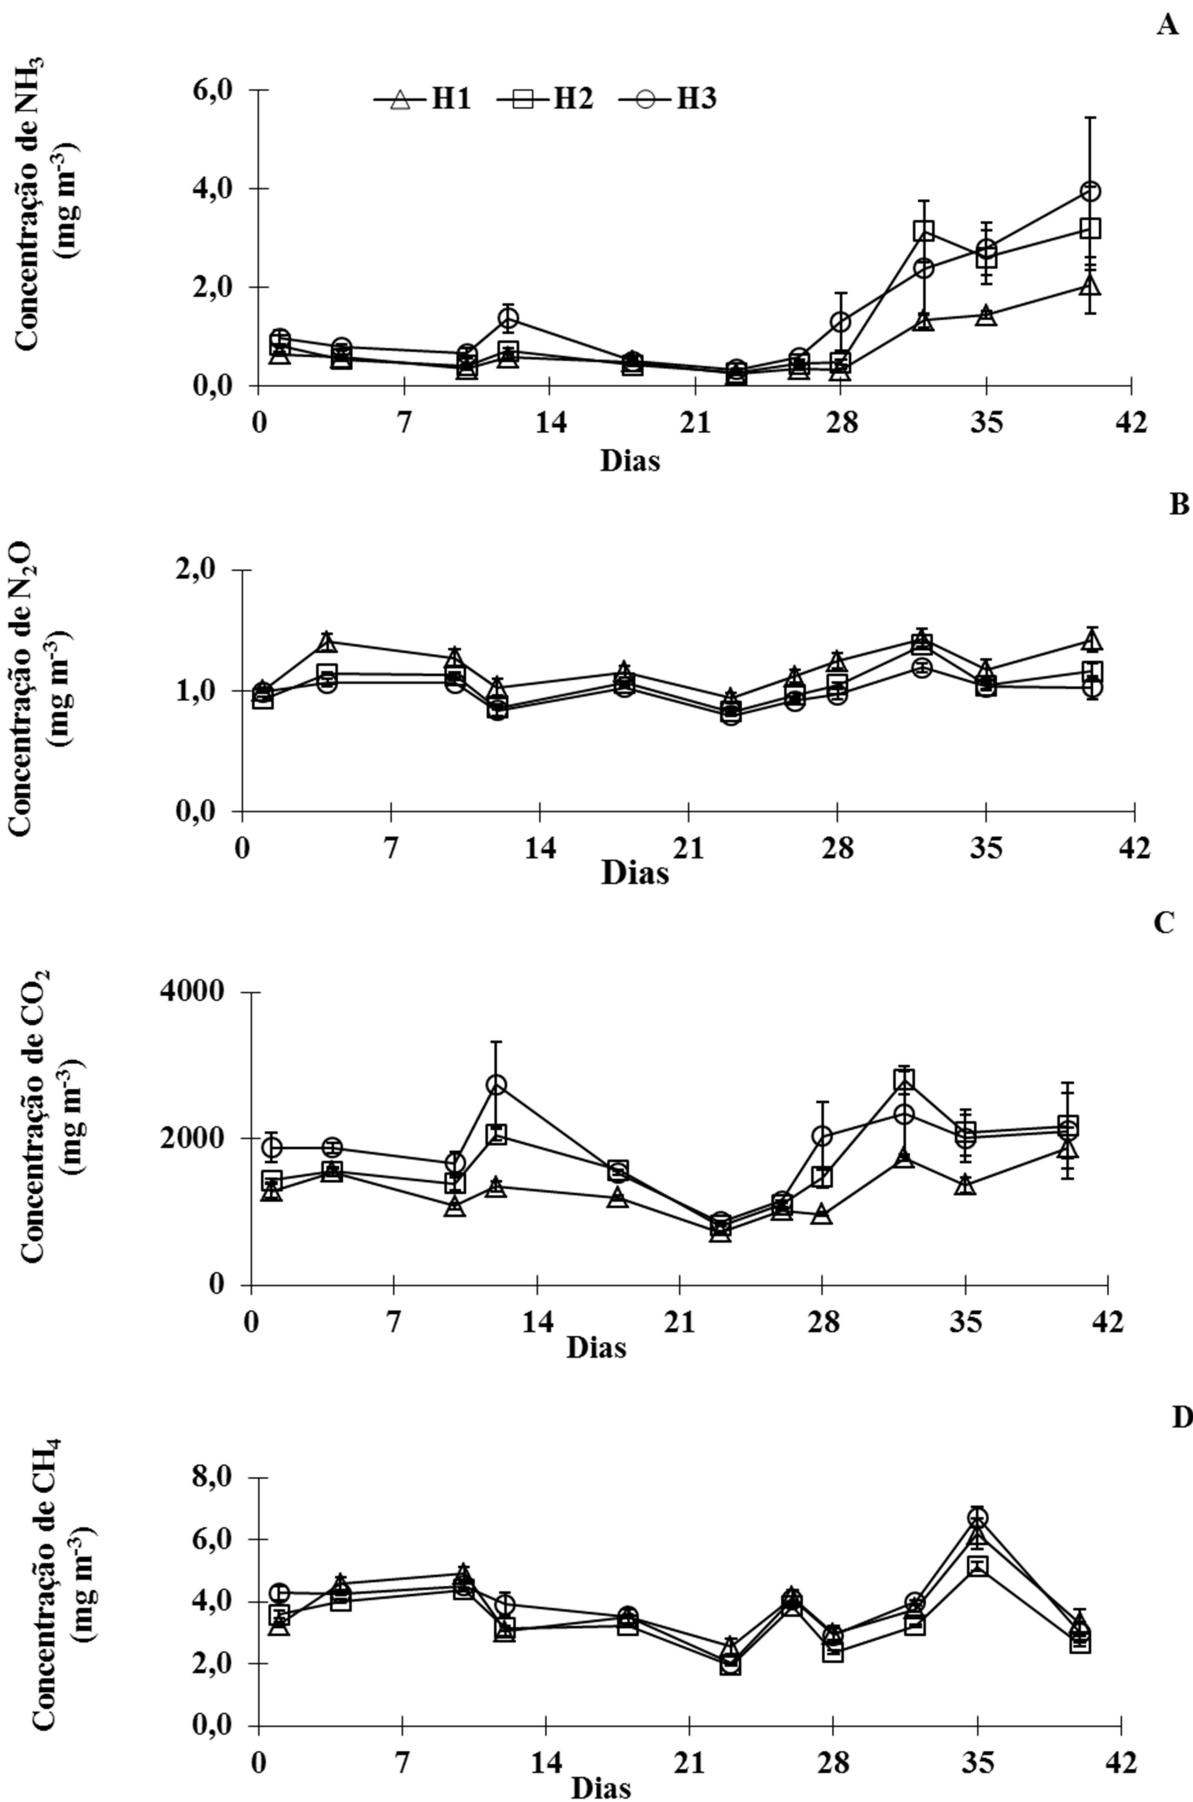 A
Concentração de NH3
(mg m-3)
6,0
H1 H2 H3
4,0
2,0
0,0
0 7 14 21 28 35 42
Dias
B
Concentração de N2O
(mg m-3)
2,0
1,0
0,0
0 7 14 21 28 35 42
Dias
C
Concentração de CO2
(mg m-3)
4000
2000
0
0 7 14 21 28 35 42
Dias
D
Concentração de CH4
(mg m-3)
8,0
6,0
4,0
2,0
0,0
0 7 14 21 28 35 42
Dias